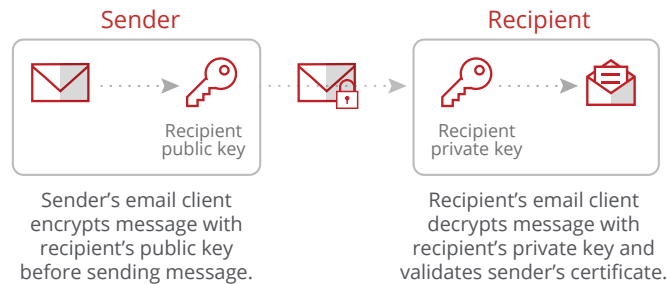 Sender
Recipient
Recipient
public key
Recipient
private key
Sender’s email client
encrypts message with
recipient’s public key
before sending message.
Recipient’s email client
decrypts message with
recipient’s private key and
validates sender’s certificate.